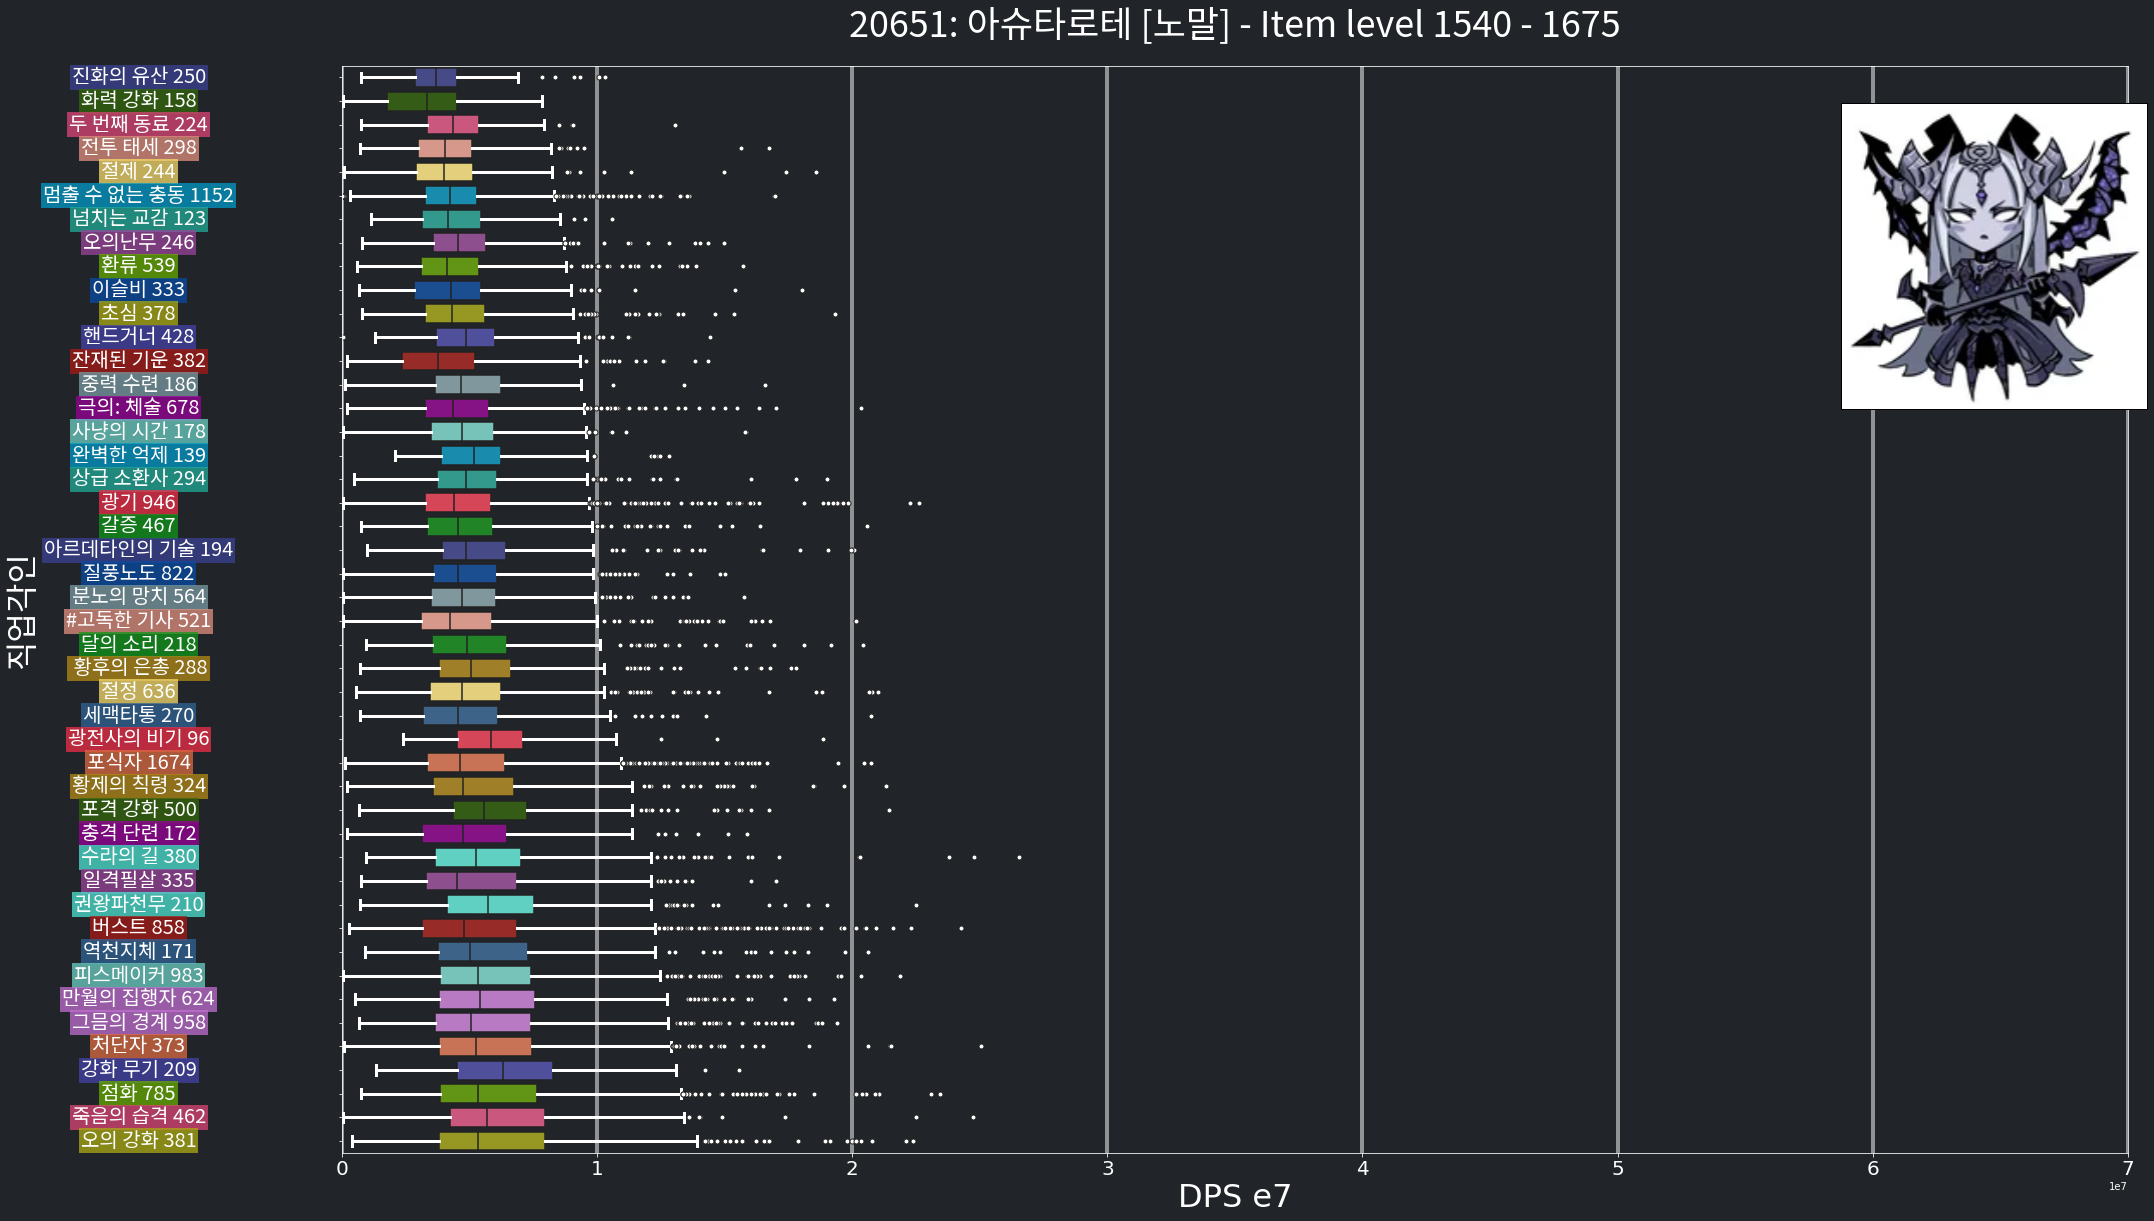 20651: 아슈타로테 [노말] - Item level 1540 - 1675
직업각인
진화의 유산 250
화력 강화 158
두 번째 동료 224
전투 태세 298
절제 244
멈출 수 없는 충동 1152
넘치는 교감 123
오의난무 246
환류 539
이슬비 333
초심 378
핸드거너 428
잔재된 기운 382
중력 수련 186
극의: 체술 678
사냥의 시간 178
완벽한 억제 139
상급 소환사 294
광기 946
갈증 467
아르데타인의 기술 194
질풍노도 822
분노의 망치 564
#고독한 기사 521
달의 소리 218
황후의 은총 288
절정 636
세맥타통 270
광전사의 비기 96
포식자 1674
황제의 칙령 324
포격 강화 500
충격 단련 172
수라의 길 380
일격필살 335
권왕파천무 210
버스트 858
역천지체 171
피스메이커 983
만월의 집행자 624
그믐의 경계 958
처단자 373
강화 무기 209
점화 785
죽음의 습격 462
오의 강화 381
0 1 2 3 4 5 6 7
1e7
DPS e7